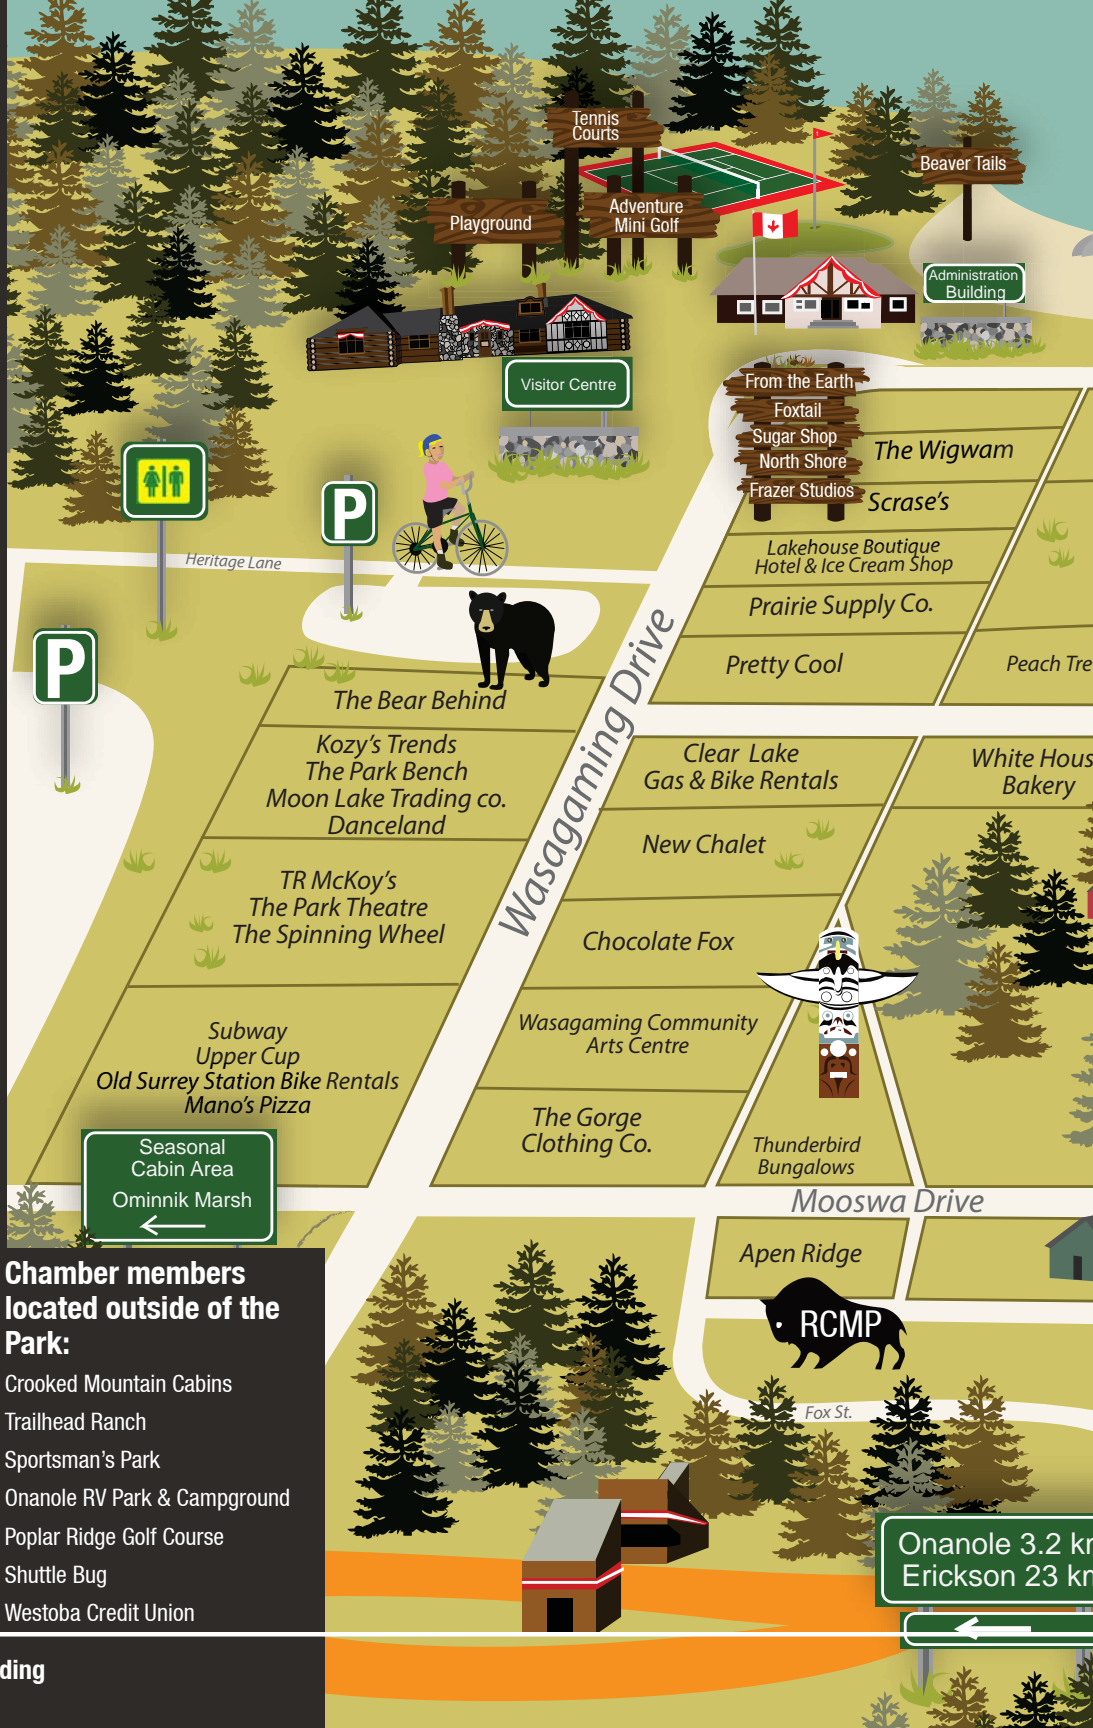 Tennis
Courts
Beaver Tails
Playground
Adventure
Mini Golf
1
Administration
Building
Visitor Centre
From the Earth
Foxtail
Sugar Shop
North Shore
Frazer Studios
The Wigwam
Scrase's
Lakehouse Boutique
Hotel & Ice Cream Shop
Prairie Supply Co.
Pretty Cool
Peach Tre
Heritage Lane
P
P
Wasagaming Drive
The Bear Behind
Kozy's Trends
The Park Bench
Moon Lake Trading co.
Danceland
TR McKoy's
The Park Theatre
The Spinning Wheel
Subway
Upper Cup
Old Surrey Station Bike Rentals
Mano's Pizza
Clear Lake
Gas & Bike Rentals
White Hous
Bakery
New Chalet
Chocolate Fox
Wasagaming Community
Arts Centre
The Gorge
Clothing Co.
Thunderbird
Bungalows
Seasonal
Cabin Area
Ominnik Marsh
Mooswa Drive
Apen Ridge
RCMP
Fox St.
Chamber members
located outside of the
Park:
Crooked Mountain Cabins
Trailhead Ranch
Sportsman's Park
Onanole RV Park & Campground
Poplar Ridge Golf Course
Shuttle Bug
Westoba Credit Union
ding
Onanole 3.2 k
Erickson 23 k